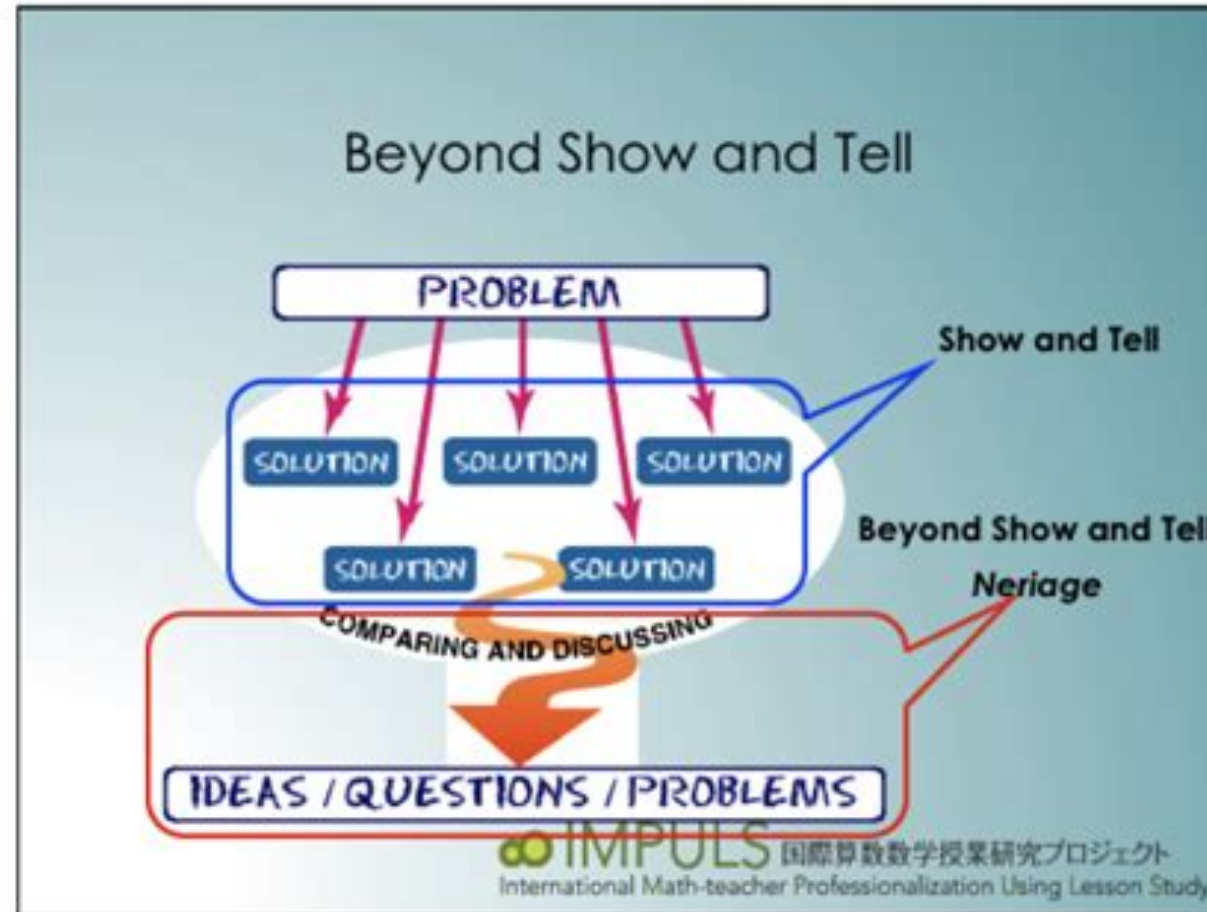 Beyond Show and Tell
PROBLEM
Show and Tell
SOLUTION
SOLUTION
SOLUTION
Beyond Show and Tell
Neriage
SOLUTION
SOLUTION
COMPARING AND DISCUSSING
IDEAS / QUESTIONS / PROBLEMS
IMPULS 国際算数数学授業研究プロジェクト
International Math-teacher Professionalization Using Lesson Study